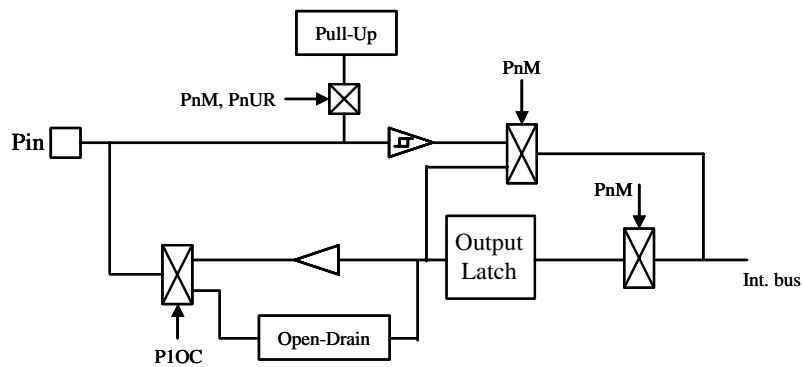 Pull-Up
PnM
PnM, PnUR
Pin
PnM
Output
Latch
Int. bus
Open-Drain
P1OC